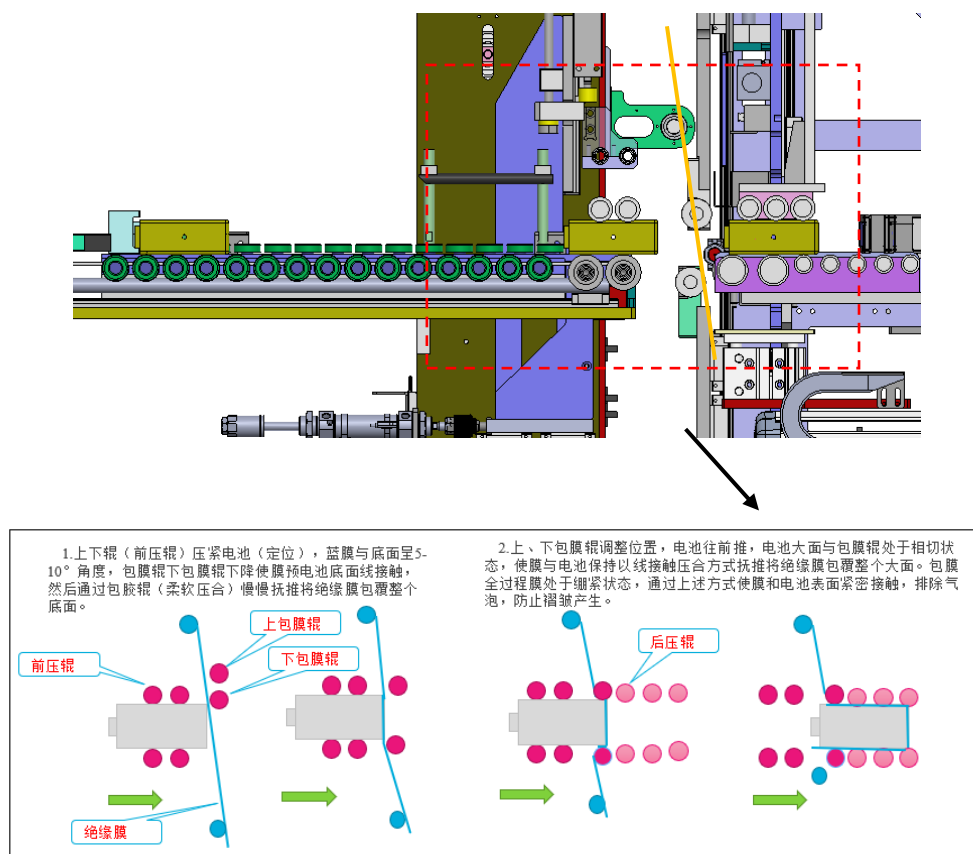 1.上下辊（前压辊）压紧电池（定位），蓝膜与底面呈5-
10°角度，包膜辊下包膜辊下降使膜预电池底面线接触，
然后通过包胶辊（柔软压合）慢慢抚推将绝缘膜包覆整个
底面。
2.上、下包膜辊调整位置，电池往前推，电池大面与包膜辊处于相切状
态，使膜与电池保持以线接触压合方式抚推将绝缘膜包覆整个大面。包膜
全过程膜处于绷紧状态，通过上述方式使膜和电池表面紧密接触，排除气
泡，防止褶皱产生。
上包膜辊
前压辊
下包膜辊
后压辊
绝缘膜